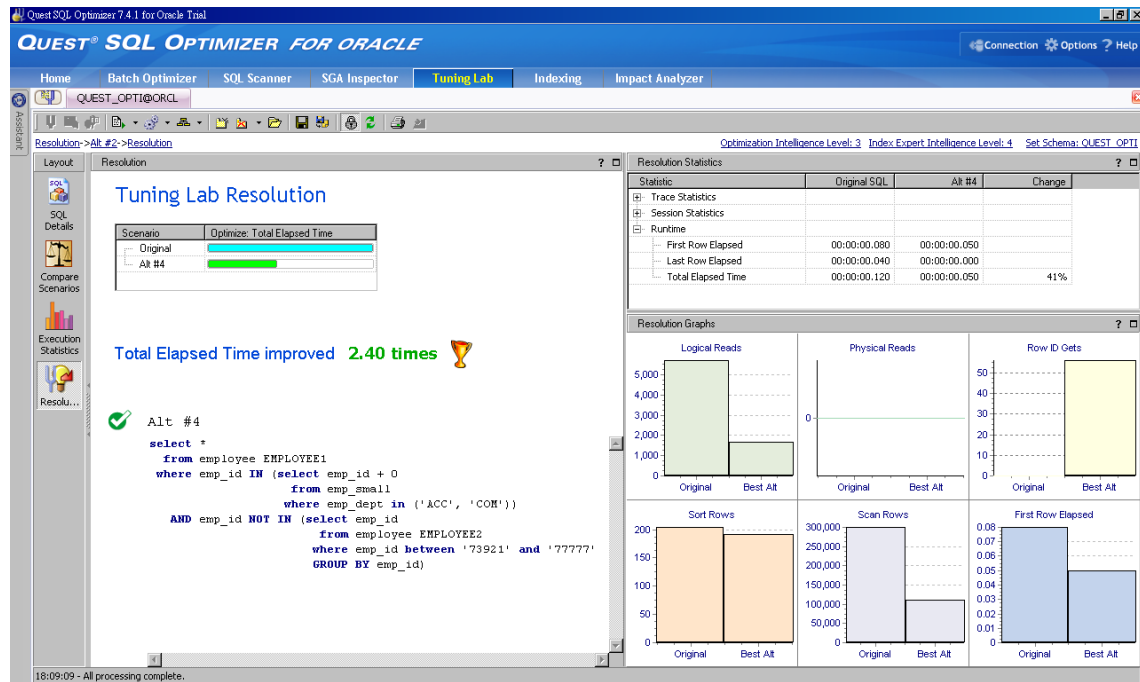 Quest SQL Optimizer 7.4.1 for Oracle Trial
QUEST® SQL OPTIMIZER FOR ORACLE
Connection Options ? Help
Home Batch Optimizer SQL Scanner SGA Inspector Tuning Lab Indexing Impact Analyzer
QUEST_OPTI@ORCL
Assistant
Resolution->Alt #2->Resolution
Optimization Intelligence Level: 3 Index Expert Intelligence Level: 4 Set Schema: QUEST_OPTI
Layout
SQL
Details
Compare
Scenarios
Execution
Statistics
Resolu...
Resolution ?
Tuning Lab Resolution
Scenario Optimize: Total Elapsed Time
Original
Alt #4
Total Elapsed Time improved 2.40 times
Alt #4
select *
from employee EMPLOYEE1
where emp_id IN (select emp_id + 0
from emp_small
where emp_dept in ('ACC', 'COM'))
AND emp_id NOT IN (select emp_id
from employee EMPLOYEE2
where emp_id between '73921' and '77777'
GROUP BY emp_id)
Resolution Statistics ?
Statistic Original SQL Alt #4 Change
Trace Statistics
Session Statistics
Runtime
First Row Elapsed 00:00:00.080 00:00:00.050
Last Row Elapsed 00:00:00.040 00:00:00.000
Total Elapsed Time 00:00:00.120 00:00:00.050 41%
Resolution Graphs ?
Logical Reads
5,000
4,000
3,000
2,000
1,000
0
Original Best Alt
Physical Reads
0
Original Best Alt
Row ID Gets
50
40
30
20
10
0
Original Best Alt
Sort Rows
200
150
100
50
0
Original Best Alt
Scan Rows
300,000
250,000
200,000
150,000
100,000
50,000
0
Original Best Alt
First Row Elapsed
0.08
0.07
0.06
0.05
0.04
0.03
0.02
0.01
0
Original Best Alt
18:09:09 - All processing complete.